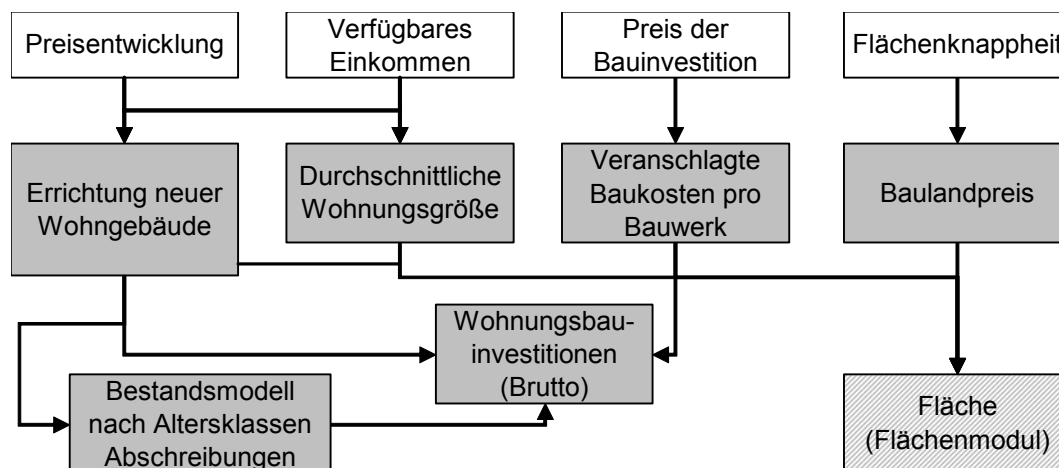 Preisentwicklung
Verfügbares
Einkommen
Preis der
Bauinvestition
Flächenknappheit
Errichtung neuer
Wohngebäude
Durchschnittliche
Wohnungsgröße
Veranschlagte
Baukosten pro
Bauwerk
Baulandpreis
Wohnungsbau-
investitionen
(Brutto)
Bestandsmodell
nach Altersklassen
Abschreibungen
Fläche
(Flächenmodul)